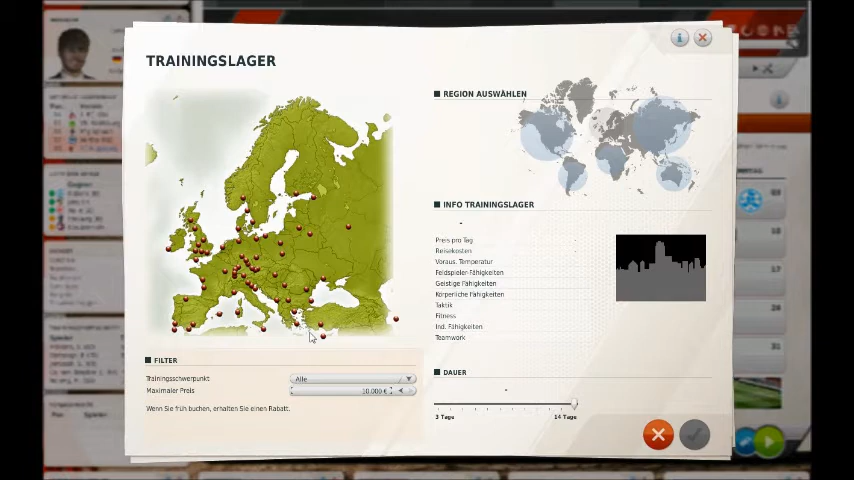 TRAININGSLAGER
REGION AUSWÄHLEN
INFO TRAININGSLAGER
-
Preis pro Tag -
Reisekosten -
Voraus. Temperatur
Feldspieler-Fähigkeiten
Geistige Fähigkeiten
Körperliche Fähigkeiten
Taktik
Fitness
Ind. Fähigkeiten
Teamwork
FILTER
Trainingsschwerpunkt Alle
Maximaler Preis 10.000 €
Wenn Sie früh buchen, erhalten Sie einen Rabatt.
DAUER
-
3 Tage 14 Tage